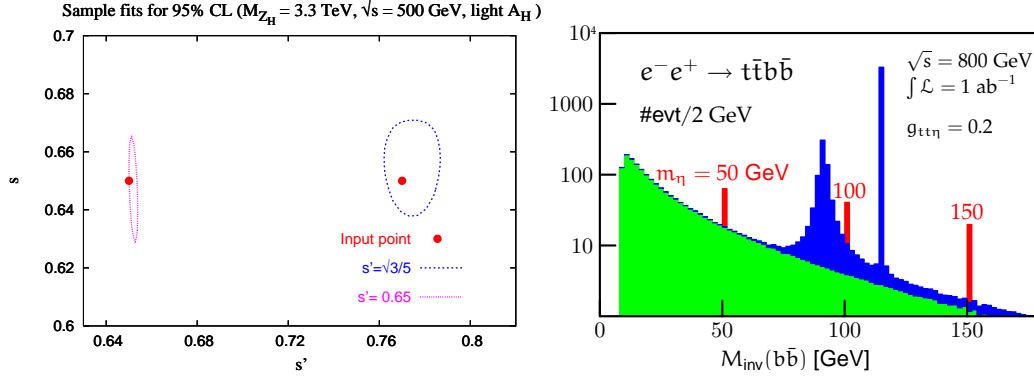 Sample fits for 95% CL (M_{Z_H} = 3.3 TeV, √s = 500 GeV, light A_H )
0.7
0.68
0.66
0.64
0.62
0.6
s
Input point
s'=√3/5
s'= 0.65
0.64
0.68
0.72
0.76
0.8
s'
10⁴
1000
100
10
e⁻e⁺ → tt̄bb̄
#evt/2 GeV
√s = 800 GeV
∫ℒ = 1 ab⁻¹
g_{ttη} = 0.2
m_η = 50 GeV
100
150
0
50
100
150
M_{inv}(bb̄) [GeV]